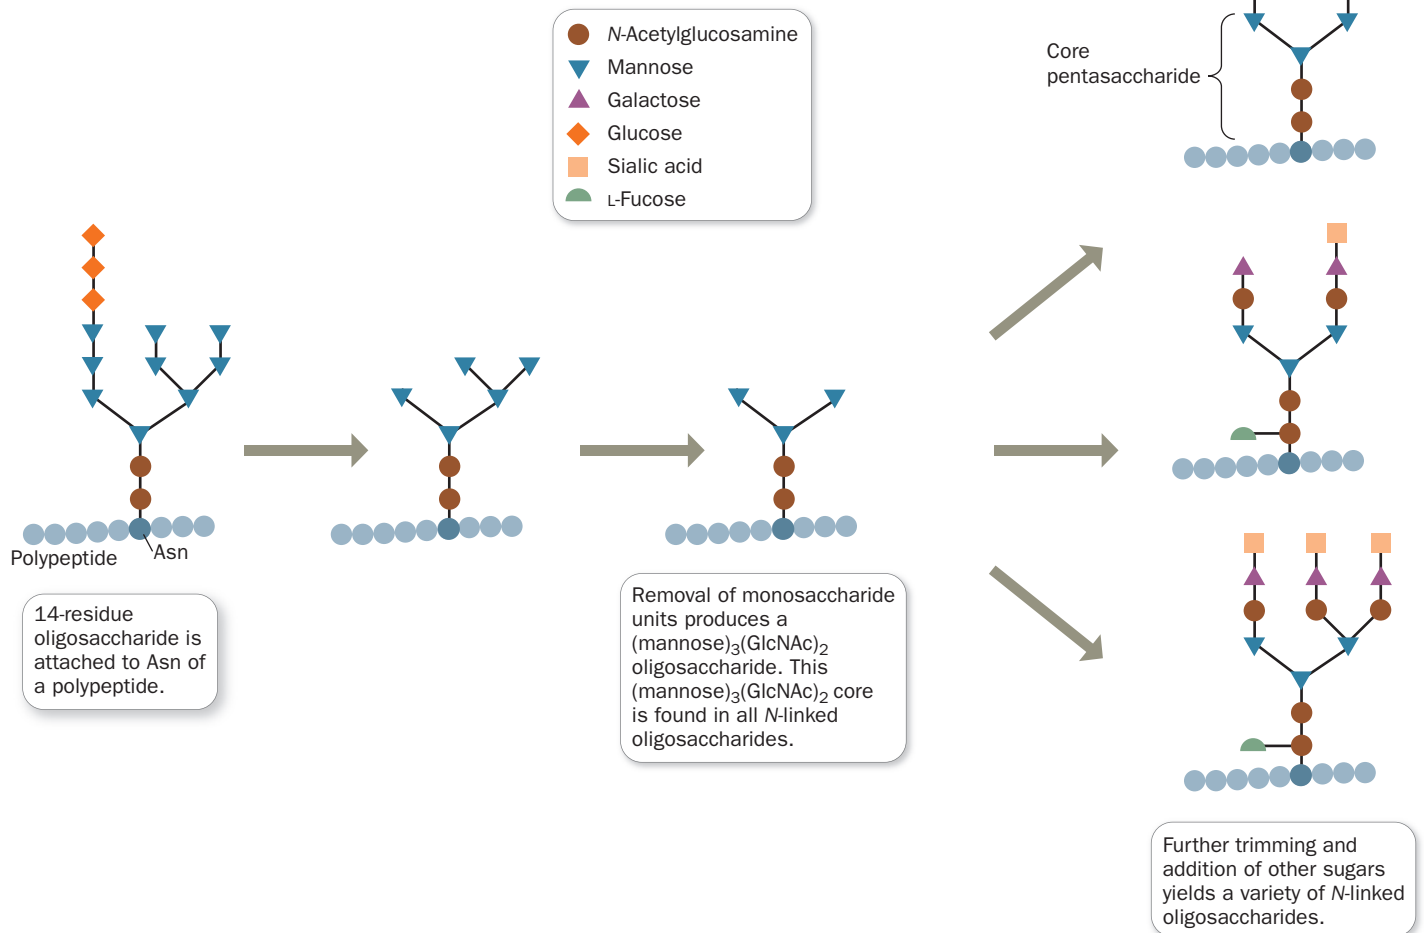 N-Acetylglucosamine
Mannose
Galactose
Glucose
Sialic acid
L-Fucose
Core
pentasaccharide
Polypeptide
Asn
14-residue
oligosaccharide is
attached to Asn of
a polypeptide.
Removal of monosaccharide
units produces a
(mannose)3(GlcNAc)2
oligosaccharide. This
(mannose)3(GlcNAc)2 core
is found in all N-linked
oligosaccharides.
Further trimming and
addition of other sugars
yields a variety of N-linked
oligosaccharides.